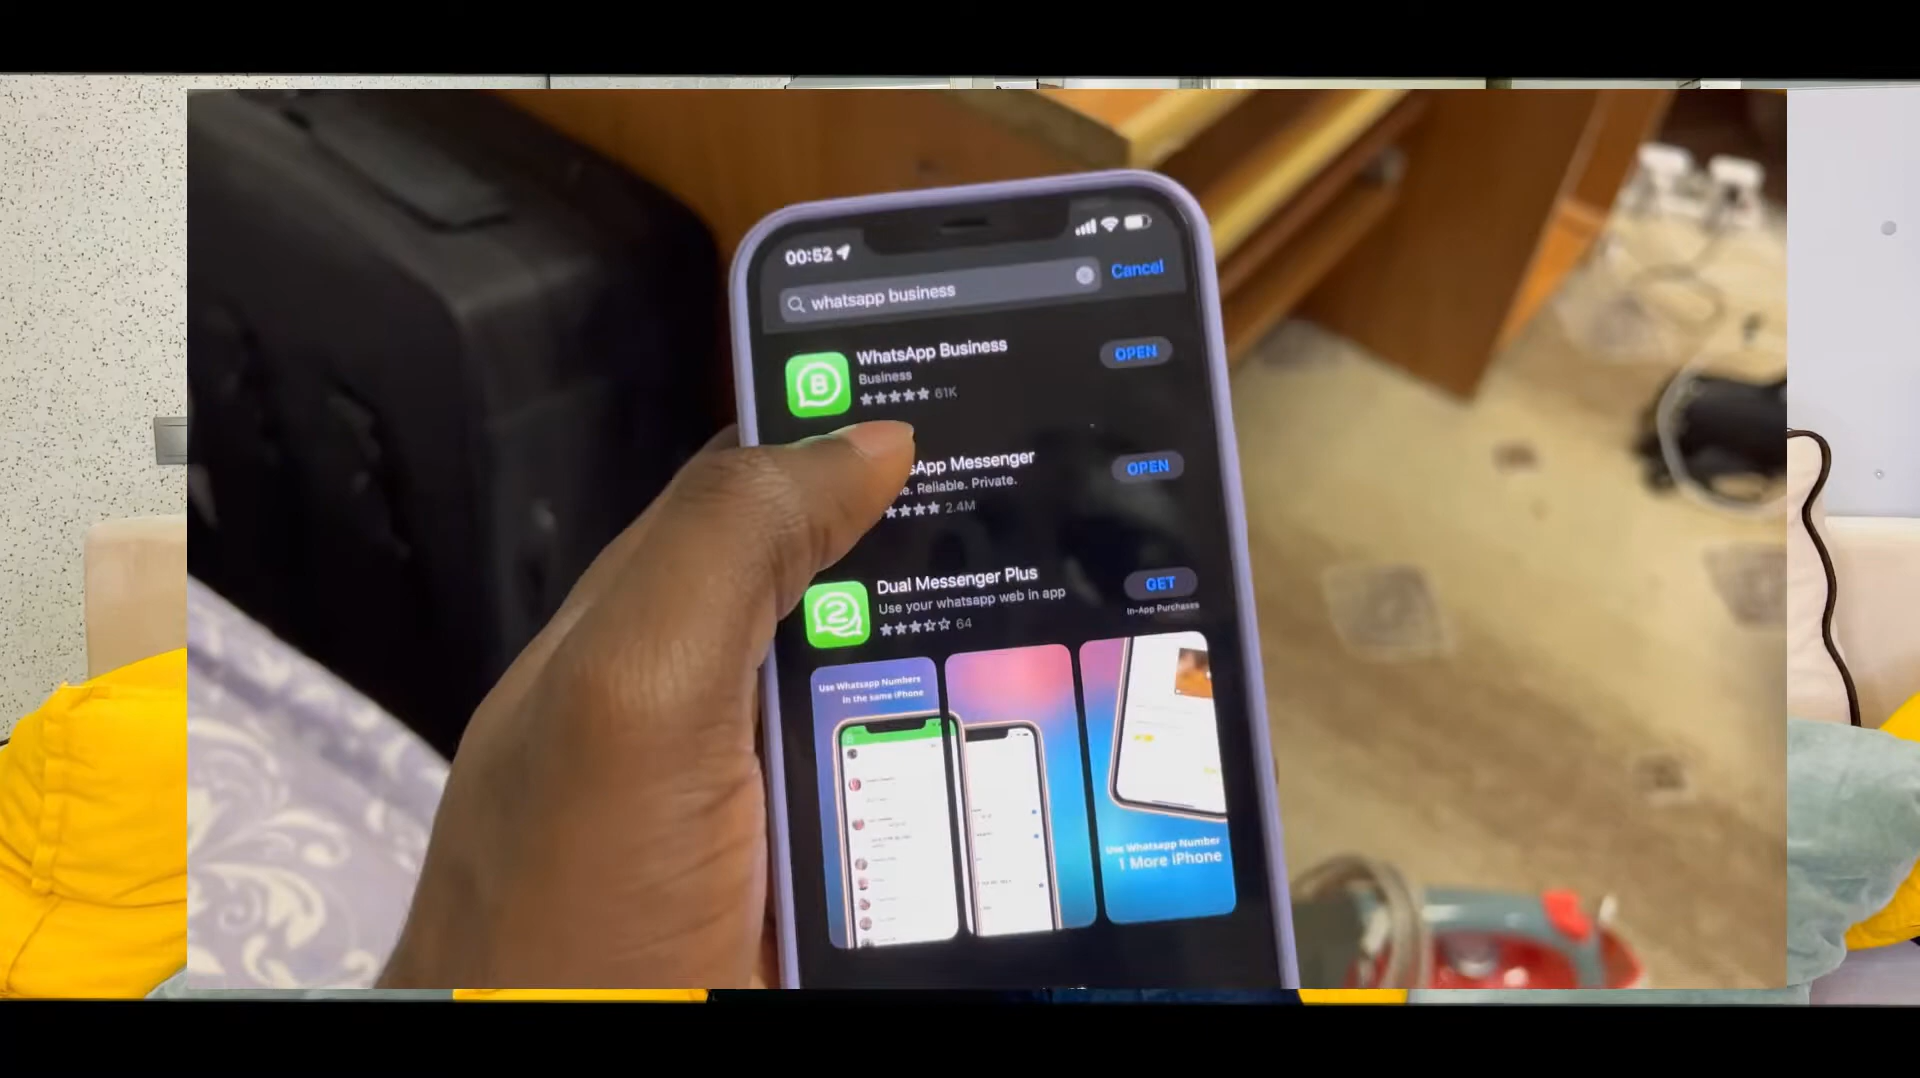 00:52
whatsapp business
Cancel
WhatsApp Business
Business
OPEN
61K
sApp Messenger
e. Reliable. Private.
OPEN
2.4M
Dual Messenger Plus
Use your whatsapp web in app
GET
In-App Purchases
64
Use Whatsapp Numbers
in the same iPhone
Use Whatsapp Number
1 More iPhone